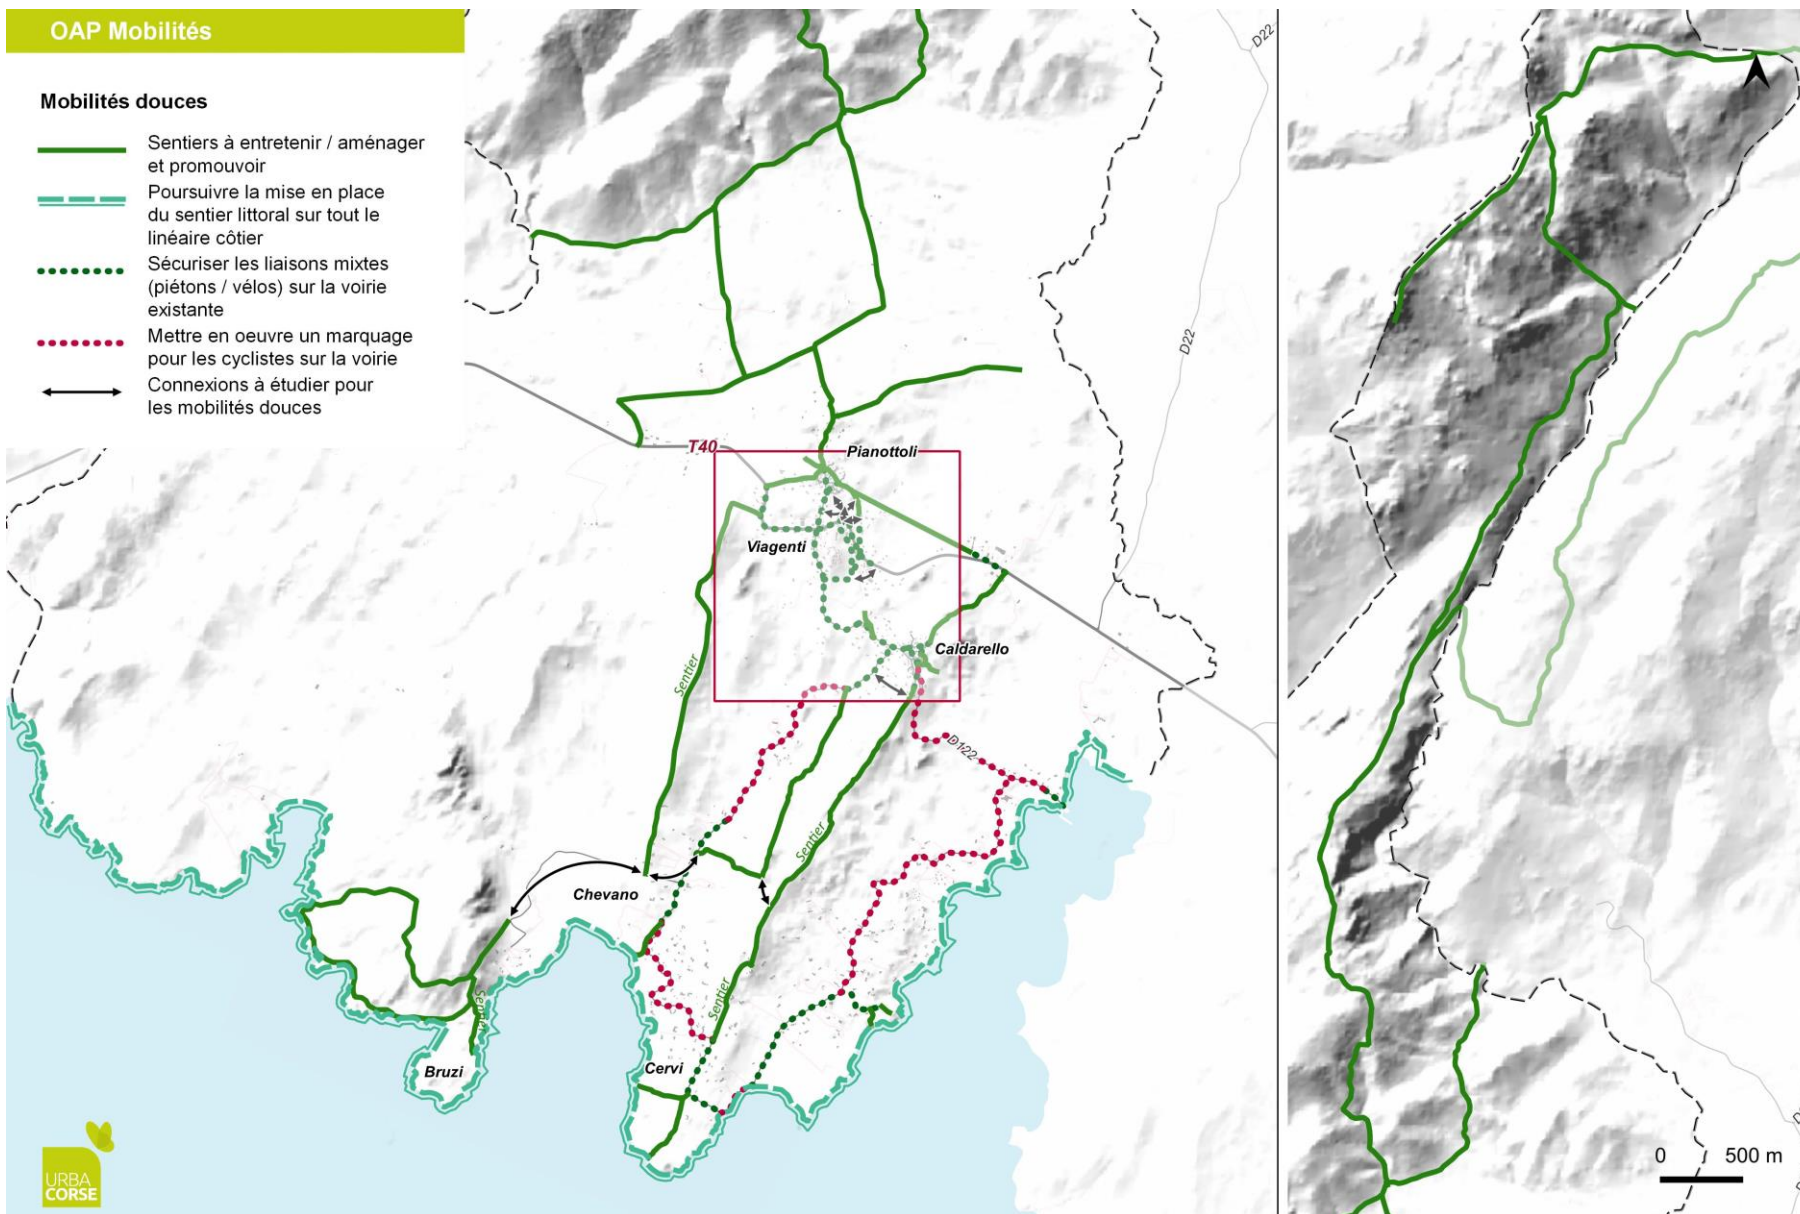 OAP Mobilités
Mobilités douces
Sentiers à entretenir / aménager
et promouvoir
Poursuivre la mise en place
du sentier littoral sur tout le
linéaire côtier
Sécuriser les liaisons mixtes
(piétons / vélos) sur la voirie
existante
Mettre en oeuvre un marquage
pour les cyclistes sur la voirie
Connexions à étudier pour
les mobilités douces
D22
D22
T40
Pianottoli
Viagenti
Caldarello
Sentier
D122
Sentier
Chevano
Sentier
Sentier
Bruzi
Cervi
URBA
CORSE
0 500 m